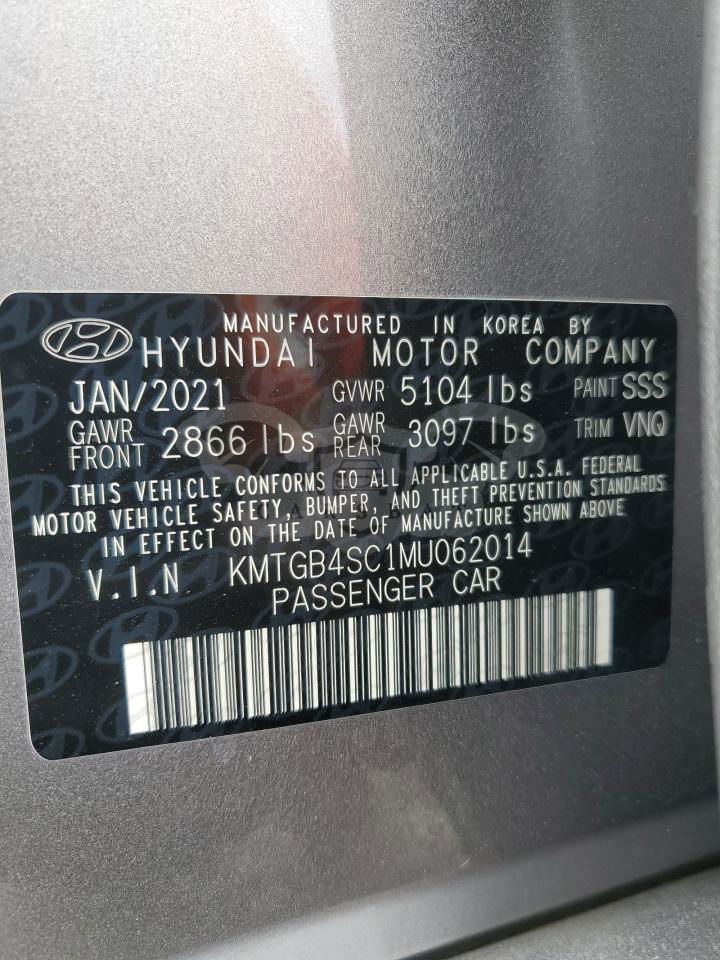 MANUFACTURED IN KOREA BY
HYUNDAI MOTOR COMPANY
JAN/2021 GVWR 5104 lbs PAINT SSS
GAWR FRONT 2866 lbs GAWR REAR 3097 lbs TRIM VNQ
THIS VEHICLE CONFORMS TO ALL APPLICABLE U.S.A. FEDERAL
MOTOR VEHICLE SAFETY, BUMPER, AND THEFT PREVENTION STANDARDS
IN EFFECT ON THE DATE OF MANUFACTURE SHOWN ABOVE
V.I.N KMTGB4SC1MU062014
PASSENGER CAR